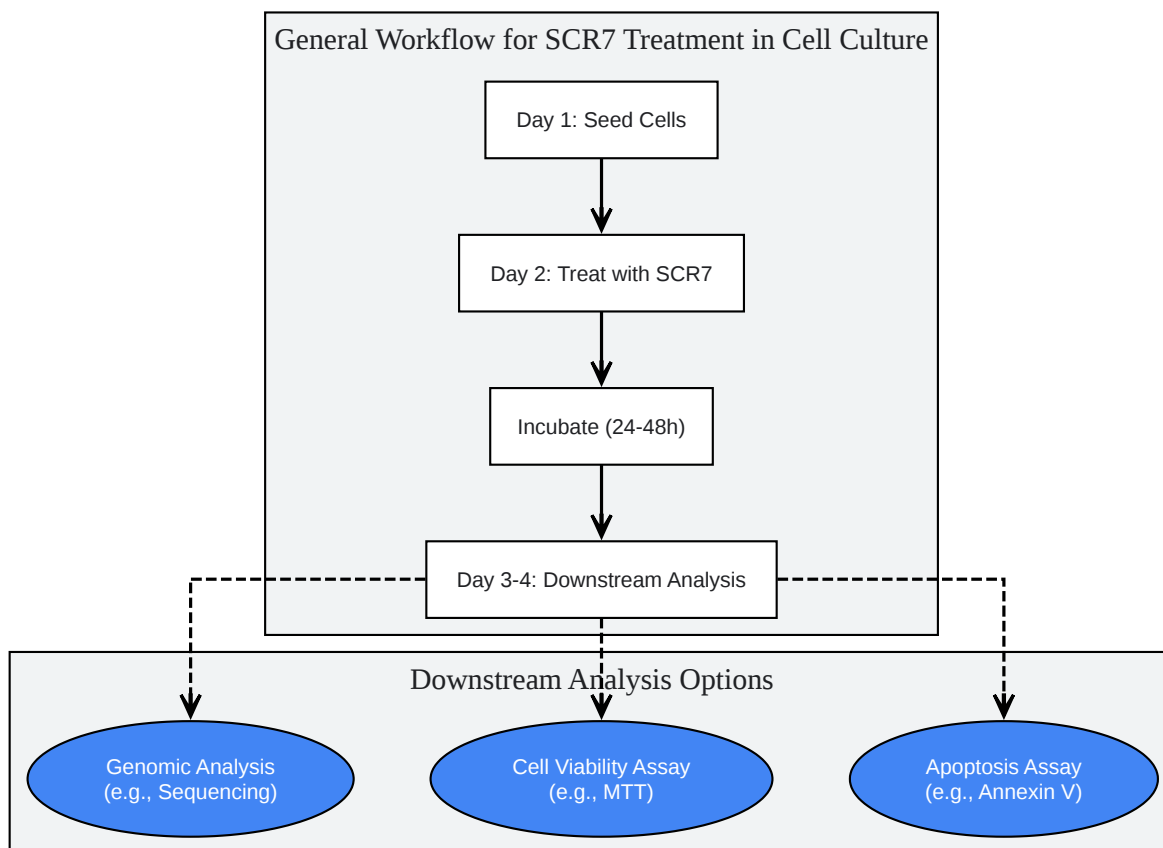 General Workflow for SCR7 Treatment in Cell Culture
Day 1: Seed Cells
Day 2: Treat with SCR7
Incubate (24-48h)
Day 3-4: Downstream Analysis
Downstream Analysis Options
Genomic Analysis
(e.g., Sequencing)
Cell Viability Assay
(e.g., MTT)
Apoptosis Assay
(e.g., Annexin V)